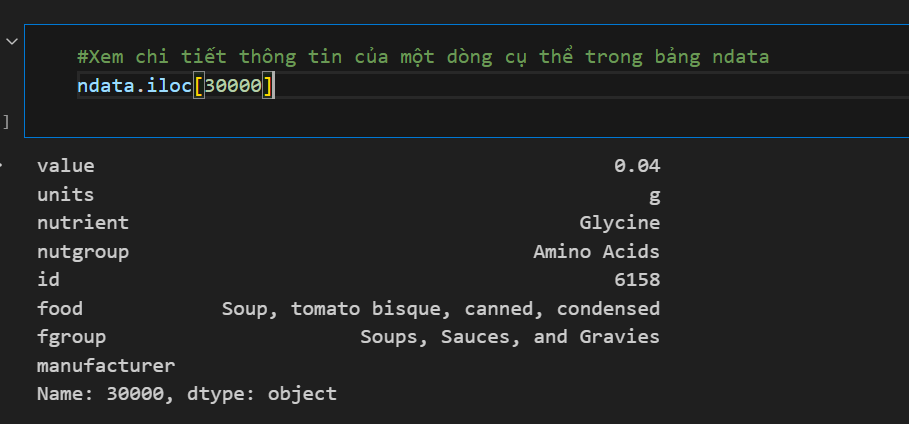 #Xem chi tiết thông tin của một dòng cụ thể trong bảng ndata
ndata.iloc[30000]
]
value 0.04
units g
nutrient Glycine
nutgroup Amino Acids
id 6158
food Soup, tomato bisque, canned, condensed
fgroup Soups, Sauces, and Gravies
manufacturer
Name: 30000, dtype: object